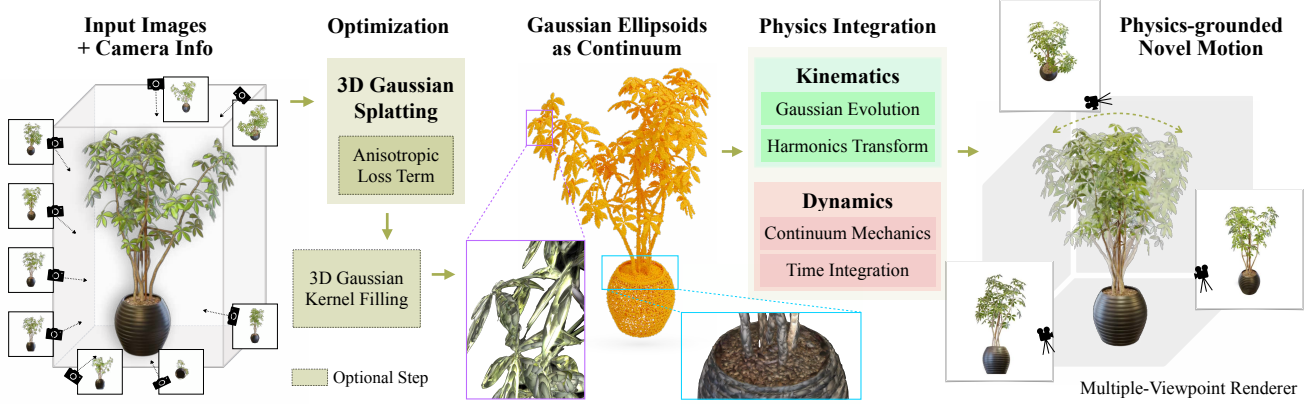 Input Images
+ Camera Info
Optimization
3D Gaussian
Splatting
Anisotropic
Loss Term
3D Gaussian
Kernel Filling
Optional Step
Gaussian Ellipsoids
as Continuum
Physics Integration
Kinematics
Gaussian Evolution
Harmonics Transform
Dynamics
Continuum Mechanics
Time Integration
Physics-grounded
Novel Motion
Multiple-Viewpoint Renderer